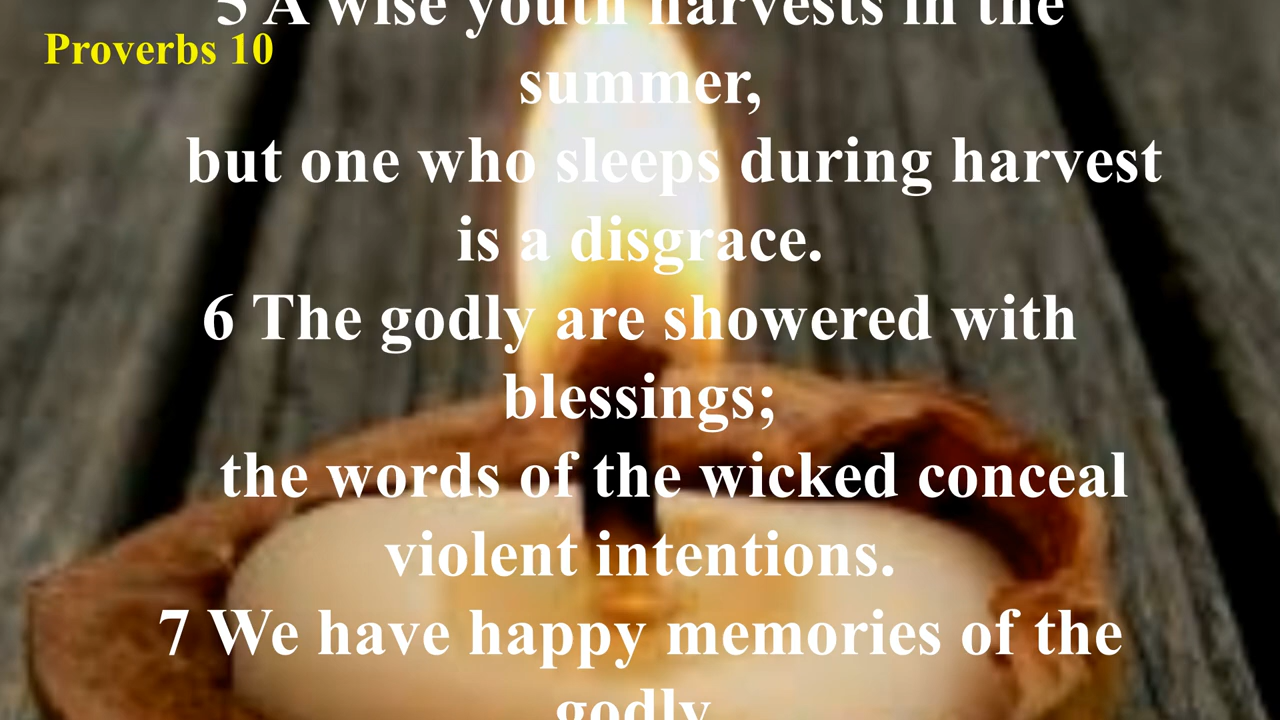 5 A wise youth harvests in the
Proverbs 10
summer,
but one who sleeps during harvest
is a disgrace.
6 The godly are showered with
blessings;
the words of the wicked conceal
violent intentions.
7 We have happy memories of the
godly